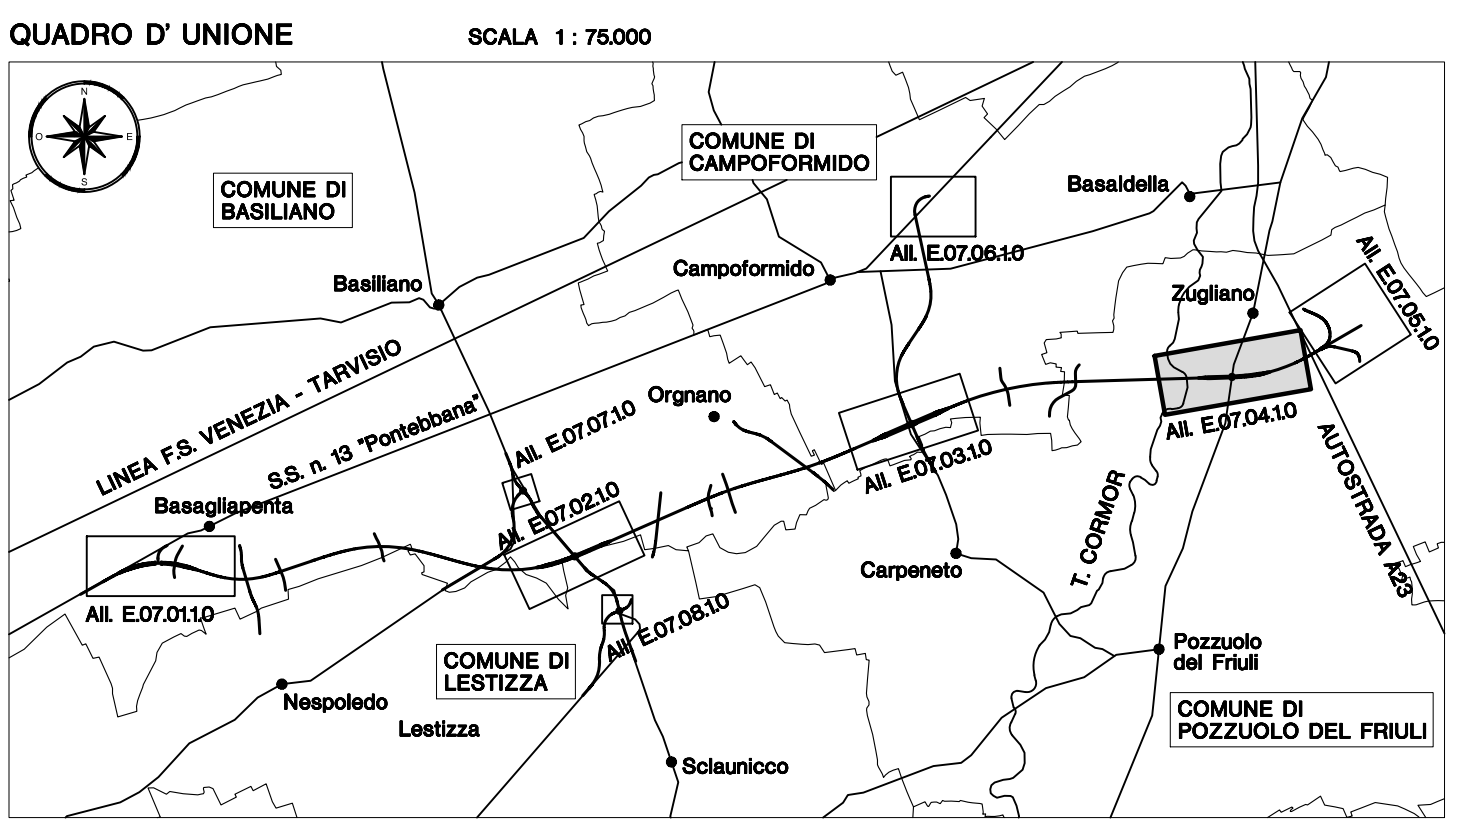 QUADRO D' UNIONE
SCALA 1 : 75.000
N
O
E
S
COMUNE DI
CAMPOFORMIDO
COMUNE DI
BASILIANO
Basaldella
All. E.07.06.1.0
All. E.07.05.1.0
Campoformido
Basiliano
Zugliano
LINEA F.S. VENEZIA - TARVISIO
S.S. n. 13 "Pontebbana"
Orgnano
All. E.07.07.1.0
All. E.07.04.1.0
All. E.07.03.1.0
AUTOSTRADA A23
T. CORMOR
Basagliapenta
All. E.07.02.1.0
Carpeneto
All. E.07.01.1.0
All. E.07.08.1.0
Pozzuolo
del Friuli
COMUNE DI
LESTIZZA
Nespoledo
Lestizza
COMUNE DI
POZZUOLO DEL FRIULI
Sclaunicco